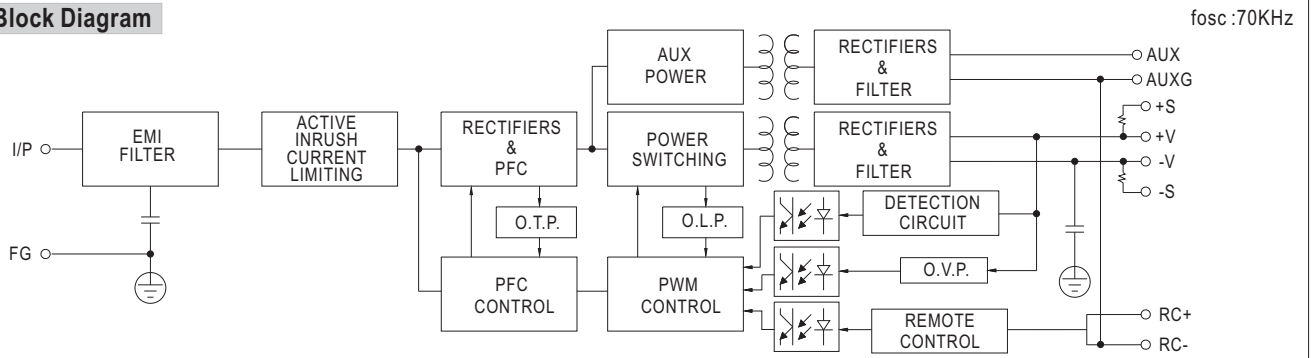 Block Diagram
fosc :70KHz
AUX
POWER
RECTIFIERS
&
FILTER
AUX
AUXG
+S
I/P
EMI
FILTER
ACTIVE
INRUSH
CURRENT
LIMITING
RECTIFIERS
&
PFC
POWER
SWITCHING
RECTIFIERS
&
FILTER
+V
-V
-S
O.T.P.
O.L.P.
DETECTION
CIRCUIT
FG
PFC
CONTROL
PWM
CONTROL
O.V.P.
REMOTE
CONTROL
RC+
RC-